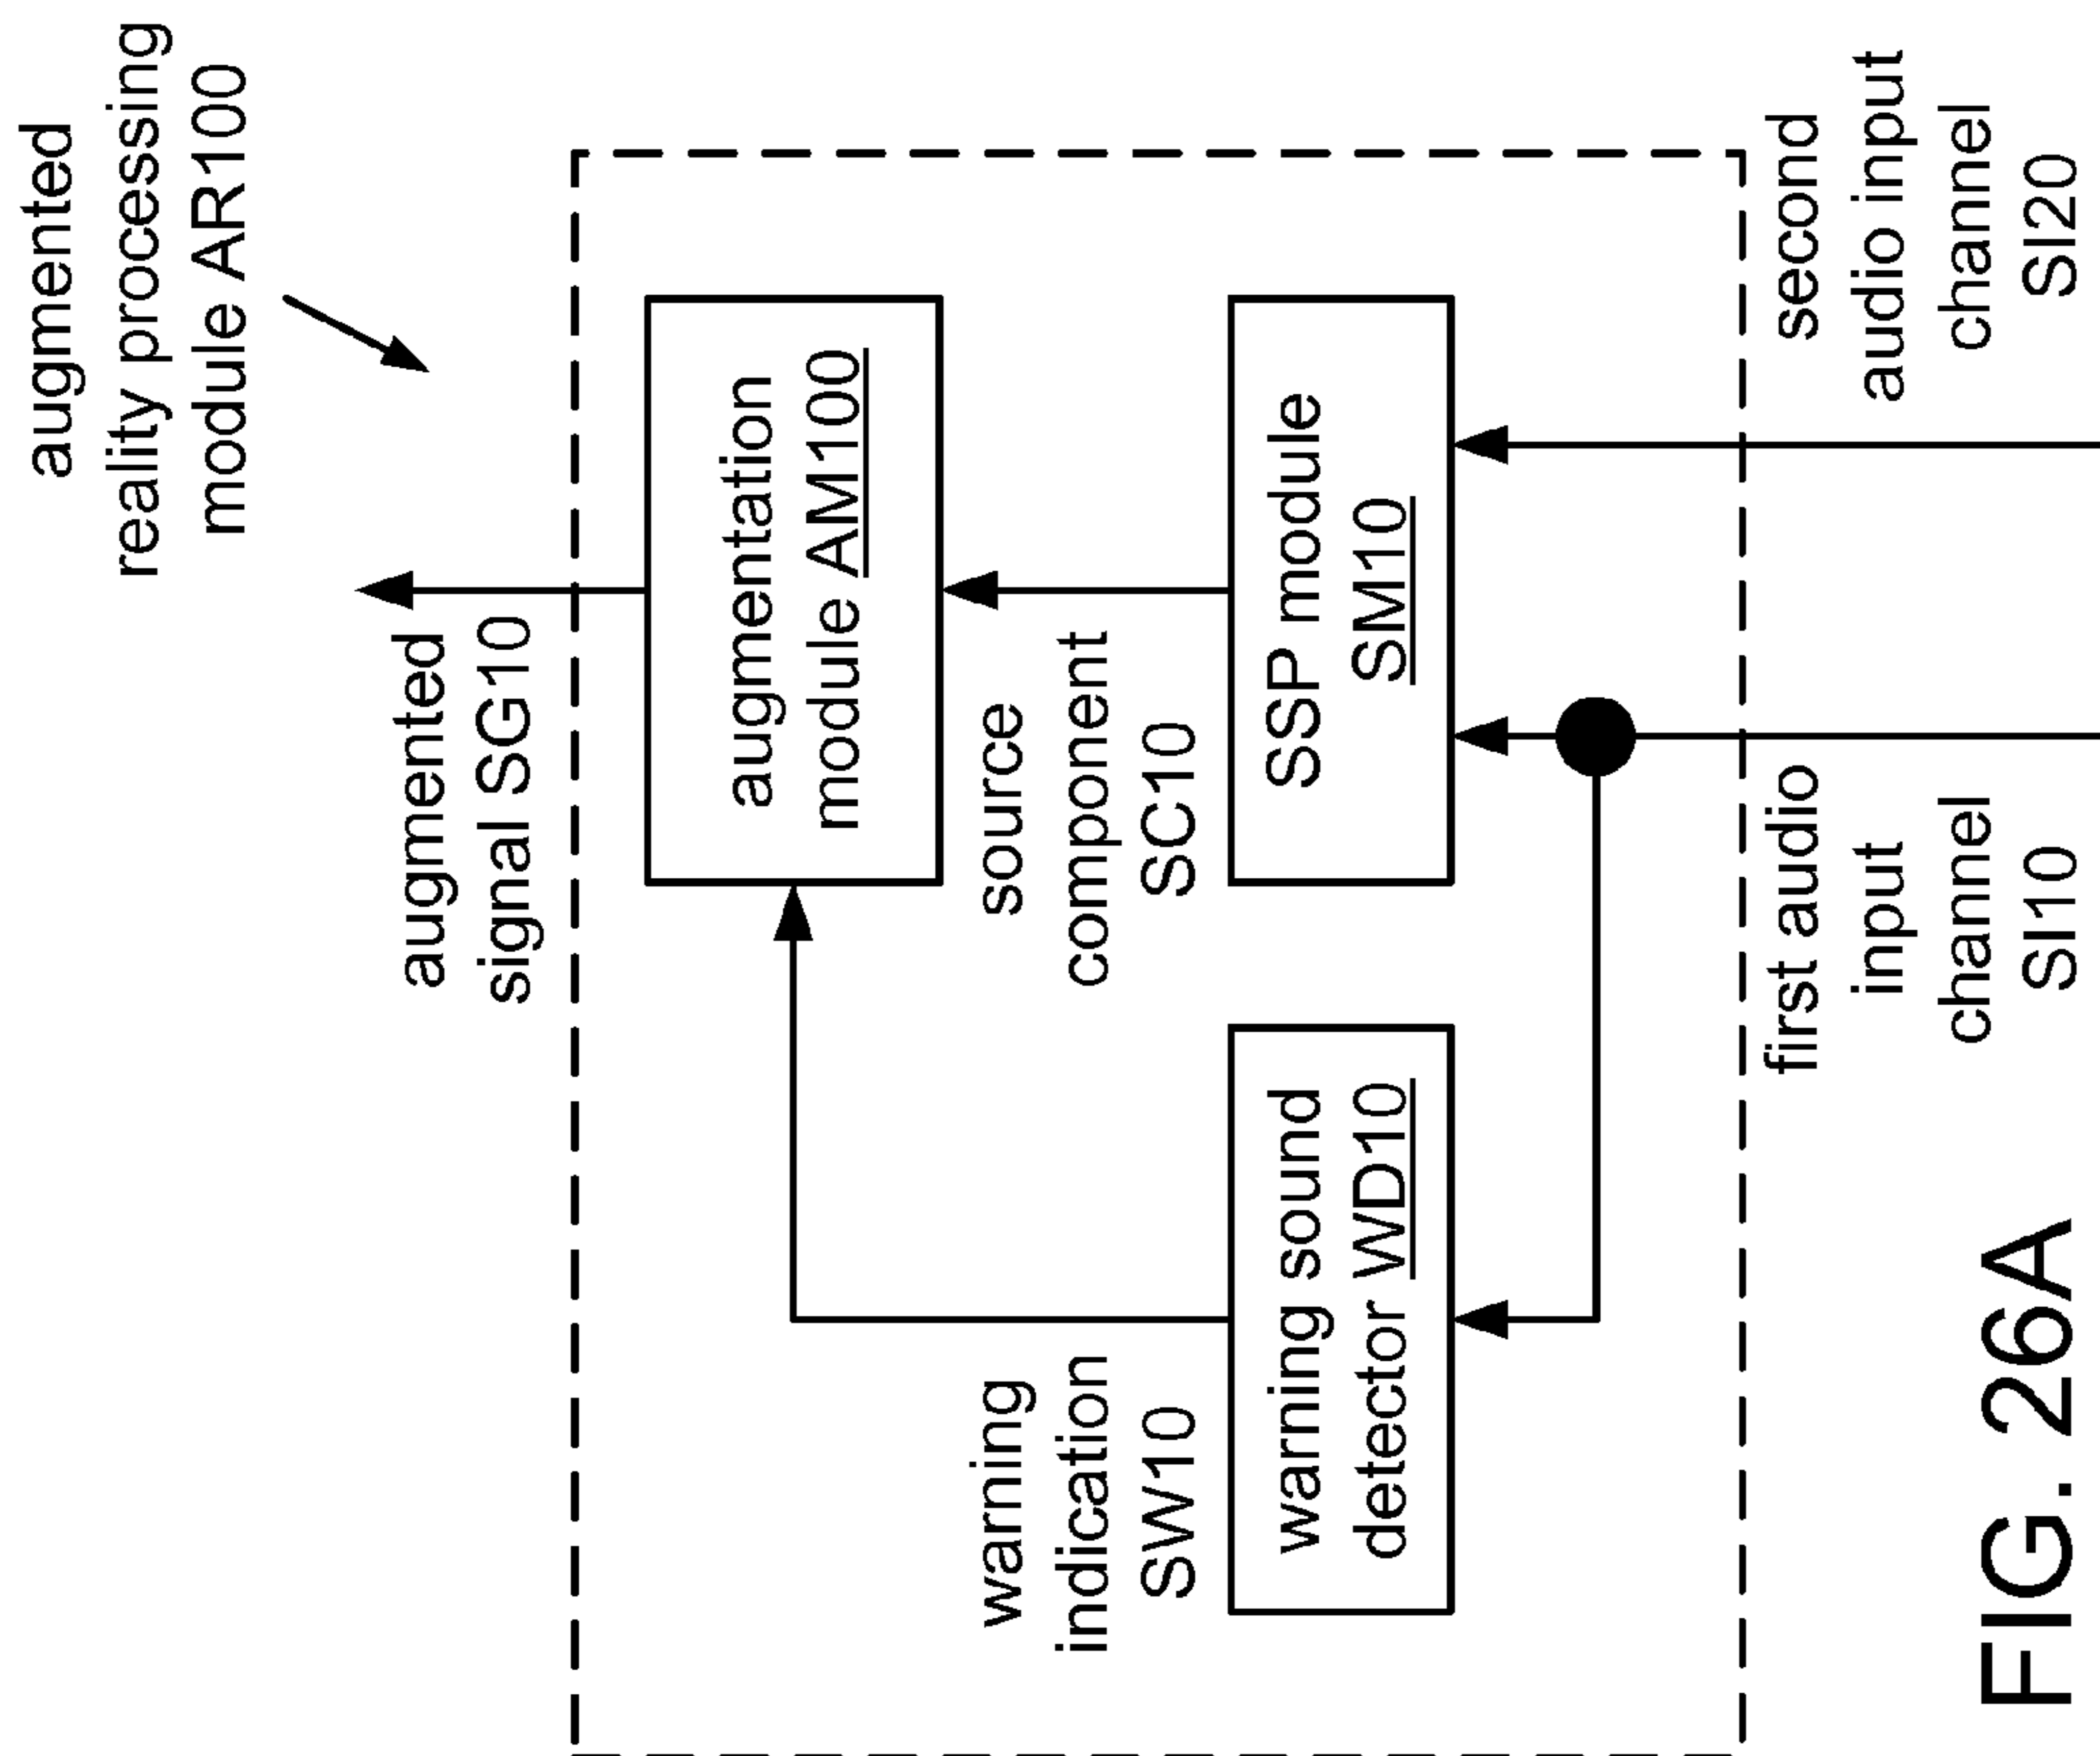 augmented
reality processing
module AR100
augmented
signal SG10
augmentation
module AM100
warning
indication
SW10
source
component
SC10
warning sound
detector WD10
SSP module
SM10
first audio
input
channel
SI10
second
audio input
channel
SI20
FIG. 26A